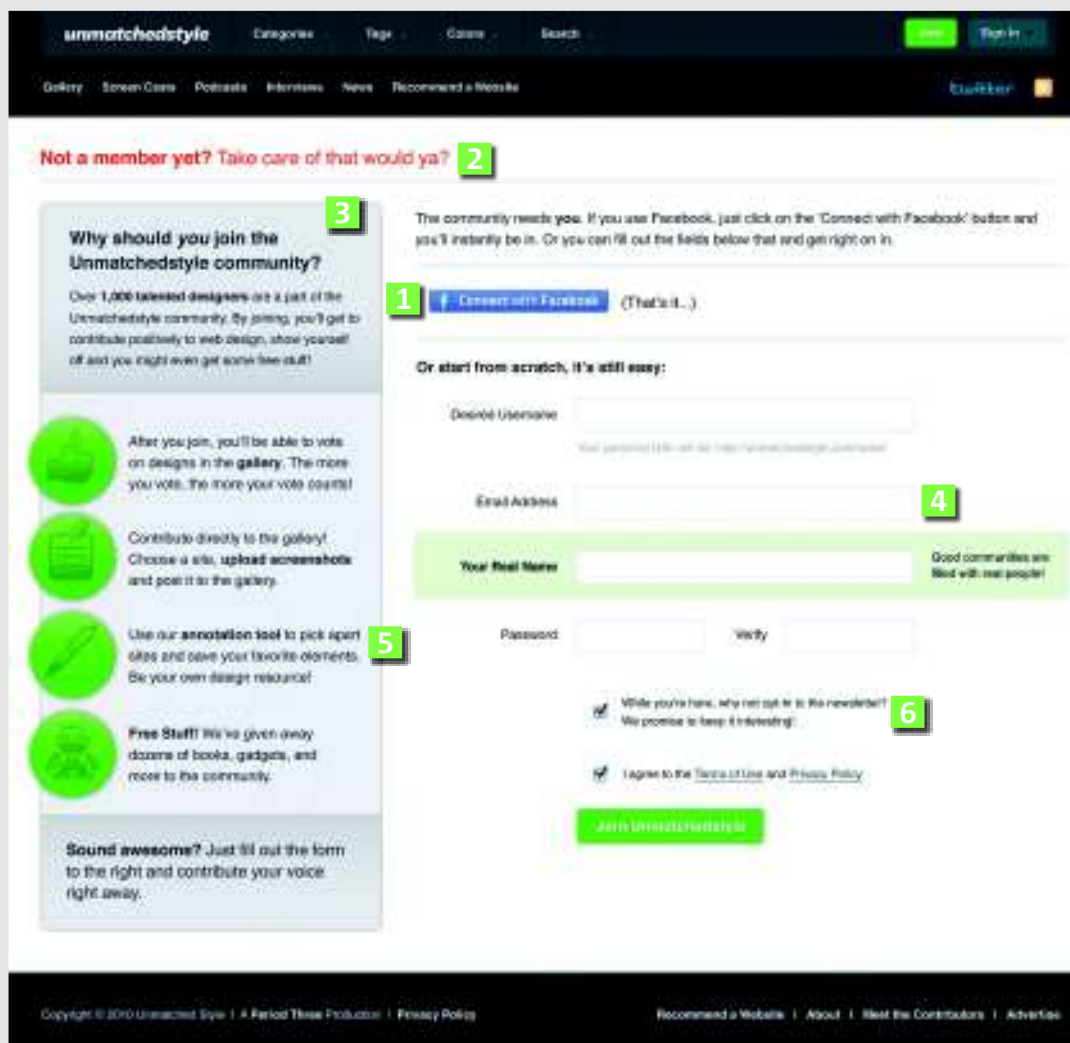 unmatchedstyle Categories Tags Colors Search Join Sign In
Gallery Screen Casts Podcasts Interviews News Recommend a Website twitter
Not a member yet? Take care of that would ya? 2
3
Why should you join the
Unmatchedstyle community?
Over 1,000 talented designers are a part of the
Unmatchedstyle community. By joining, you'll get to
contribute positively to web design, show yourself
off and you might even get some free stuff!
After you join, you'll be able to vote
on designs in the gallery. The more
you vote, the more your vote counts!
Contribute directly to the gallery!
Choose a site, upload screenshots
and post it to the gallery.
Use our annotation tool to pick apart
sites and save your favorite elements.
Be your own design resource!
5
Free Stuff! We've given away
dozens of books, gadgets, and
more to the community.
Sound awesome? Just fill out the form
to the right and contribute your voice
right away.
The community needs you. If you use Facebook, just click on the 'Connect with Facebook' button and
you'll instantly be in. Or you can fill out the fields below that and get right on in.
1 f Connect with Facebook (That's it...)
Or start from scratch, it's still easy:
Desired Username
Your personal URL will be:
Email Address 4
Your Real Name Good communities are
filled with real people!
Password Verify
While you're here, why not opt in to the newsletter?
We promise to keep it interesting!
6
I agree to the Terms of Use and Privacy Policy
Join Unmatchedstyle
Copyright © 2010 Unmatched Style | A Period Three Production | Privacy Policy
Recommend a Website | About | Meet the Contributors | Advertise